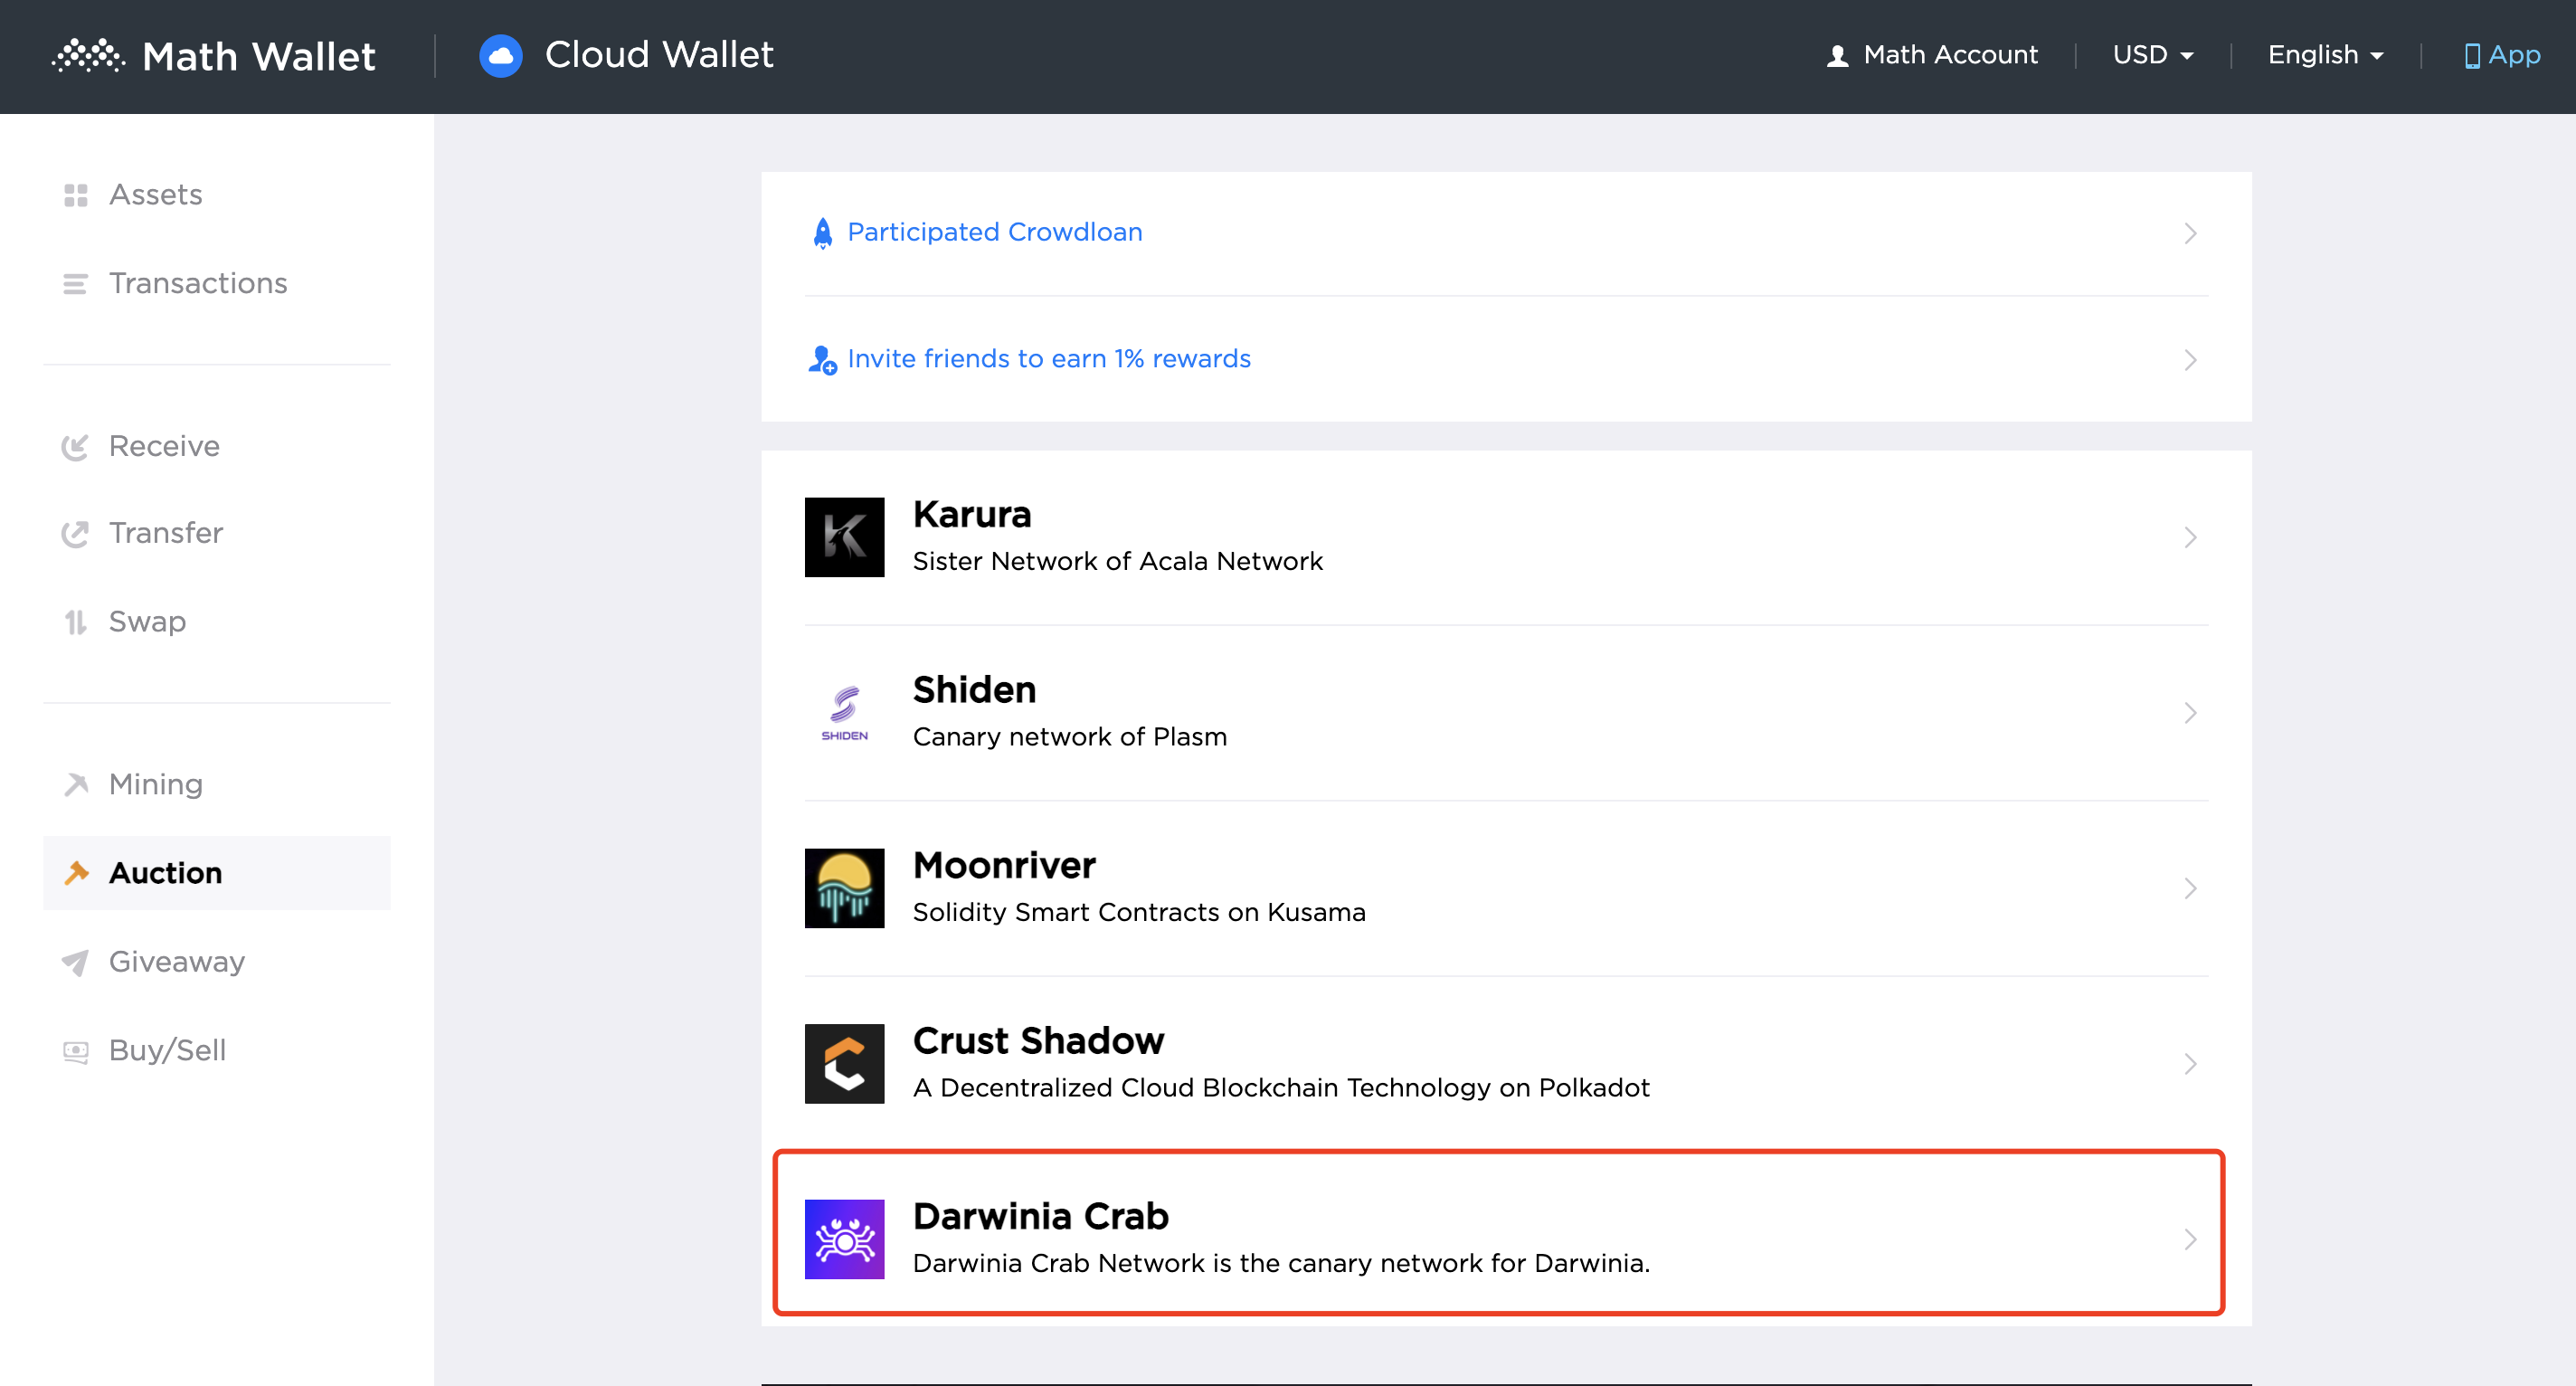 Math Wallet
Cloud Wallet
Math Account
USD
English
App
Assets
Transactions
Receive
Transfer
Swap
Mining
Auction
Giveaway
Buy/Sell
Participated Crowdloan
Invite friends to earn 1% rewards
Karura
Sister Network of Acala Network
SHIDEN
Shiden
Canary network of Plasm
Moonriver
Solidity Smart Contracts on Kusama
Crust Shadow
A Decentralized Cloud Blockchain Technology on Polkadot
Darwinia Crab
Darwinia Crab Network is the canary network for Darwinia.